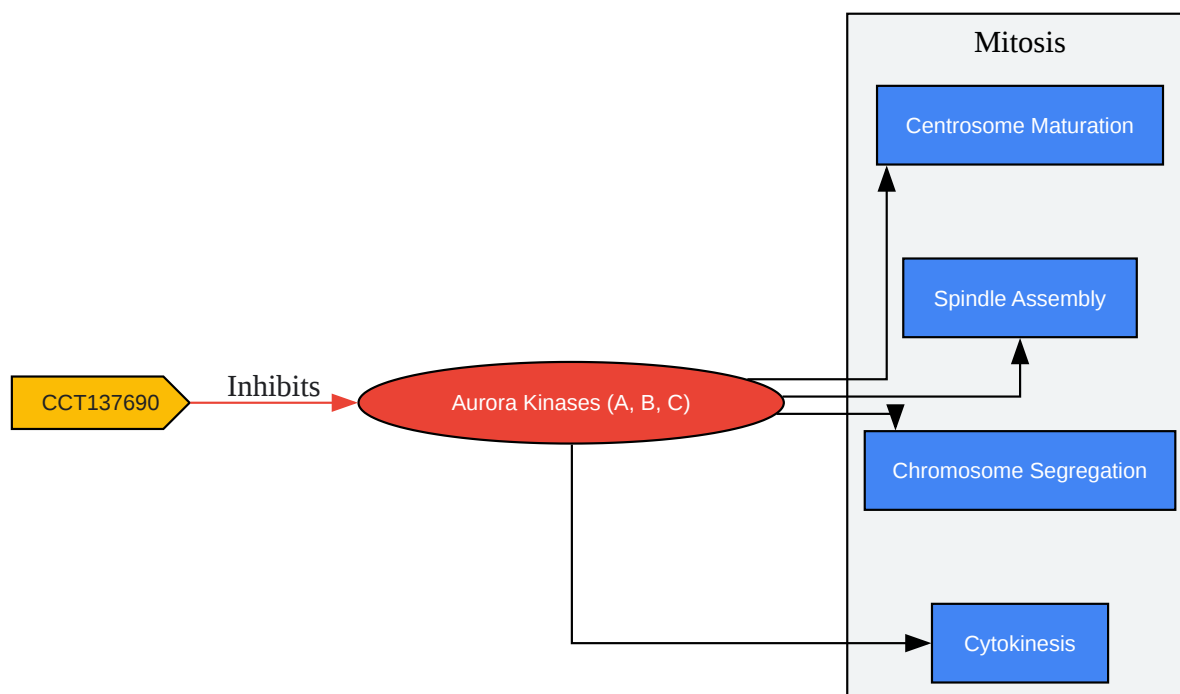 Mitosis
Centrosome Maturation
Spindle Assembly
CCT137690
Inhibits
Aurora Kinases (A, B, C)
Chromosome Segregation
Cytokinesis